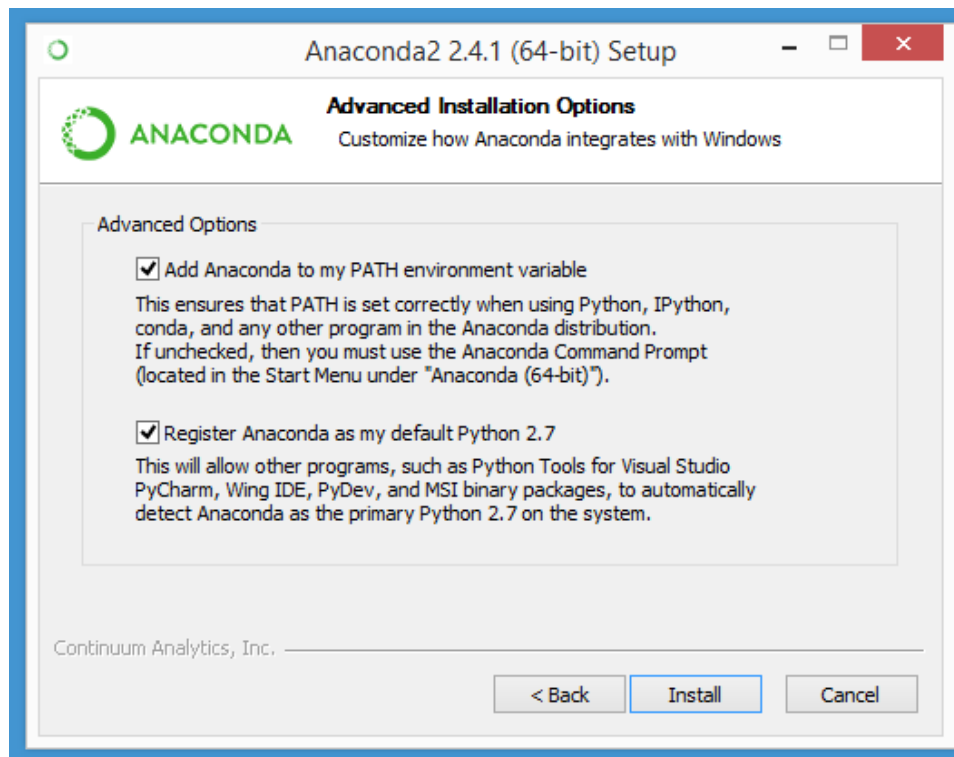 Anaconda2 2.4.1 (64-bit) Setup
ANACONDA
Advanced Installation Options
Customize how Anaconda integrates with Windows
Advanced Options
Add Anaconda to my PATH environment variable
This ensures that PATH is set correctly when using Python, IPython,
conda, and any other program in the Anaconda distribution.
If unchecked, then you must use the Anaconda Command Prompt
(located in the Start Menu under "Anaconda (64-bit)").
Register Anaconda as my default Python 2.7
This will allow other programs, such as Python Tools for Visual Studio
PyCharm, Wing IDE, PyDev, and MSI binary packages, to automatically
detect Anaconda as the primary Python 2.7 on the system.
Continuum Analytics, Inc.
< Back
Install
Cancel